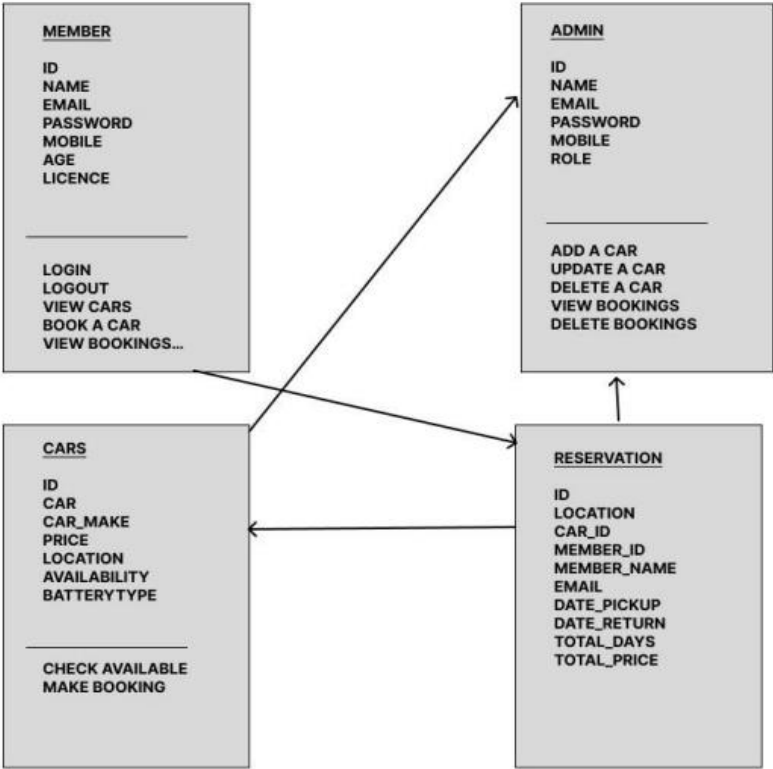 MEMBER
ID
NAME
EMAIL
PASSWORD
MOBILE
AGE
LICENCE
LOGIN
LOGOUT
VIEW CARS
BOOK A CAR
VIEW BOOKINGS...
ADMIN
ID
NAME
EMAIL
PASSWORD
MOBILE
ROLE
ADD A CAR
UPDATE A CAR
DELETE A CAR
VIEW BOOKINGS
DELETE BOOKINGS
CARS
ID
CAR
CAR_MAKE
PRICE
LOCATION
AVAILABILITY
BATTERYTYPE
CHECK AVAILABLE
MAKE BOOKING
RESERVATION
ID
LOCATION
CAR_ID
MEMBER_ID
MEMBER_NAME
EMAIL
DATE_PICKUP
DATE_RETURN
TOTAL_DAYS
TOTAL_PRICE